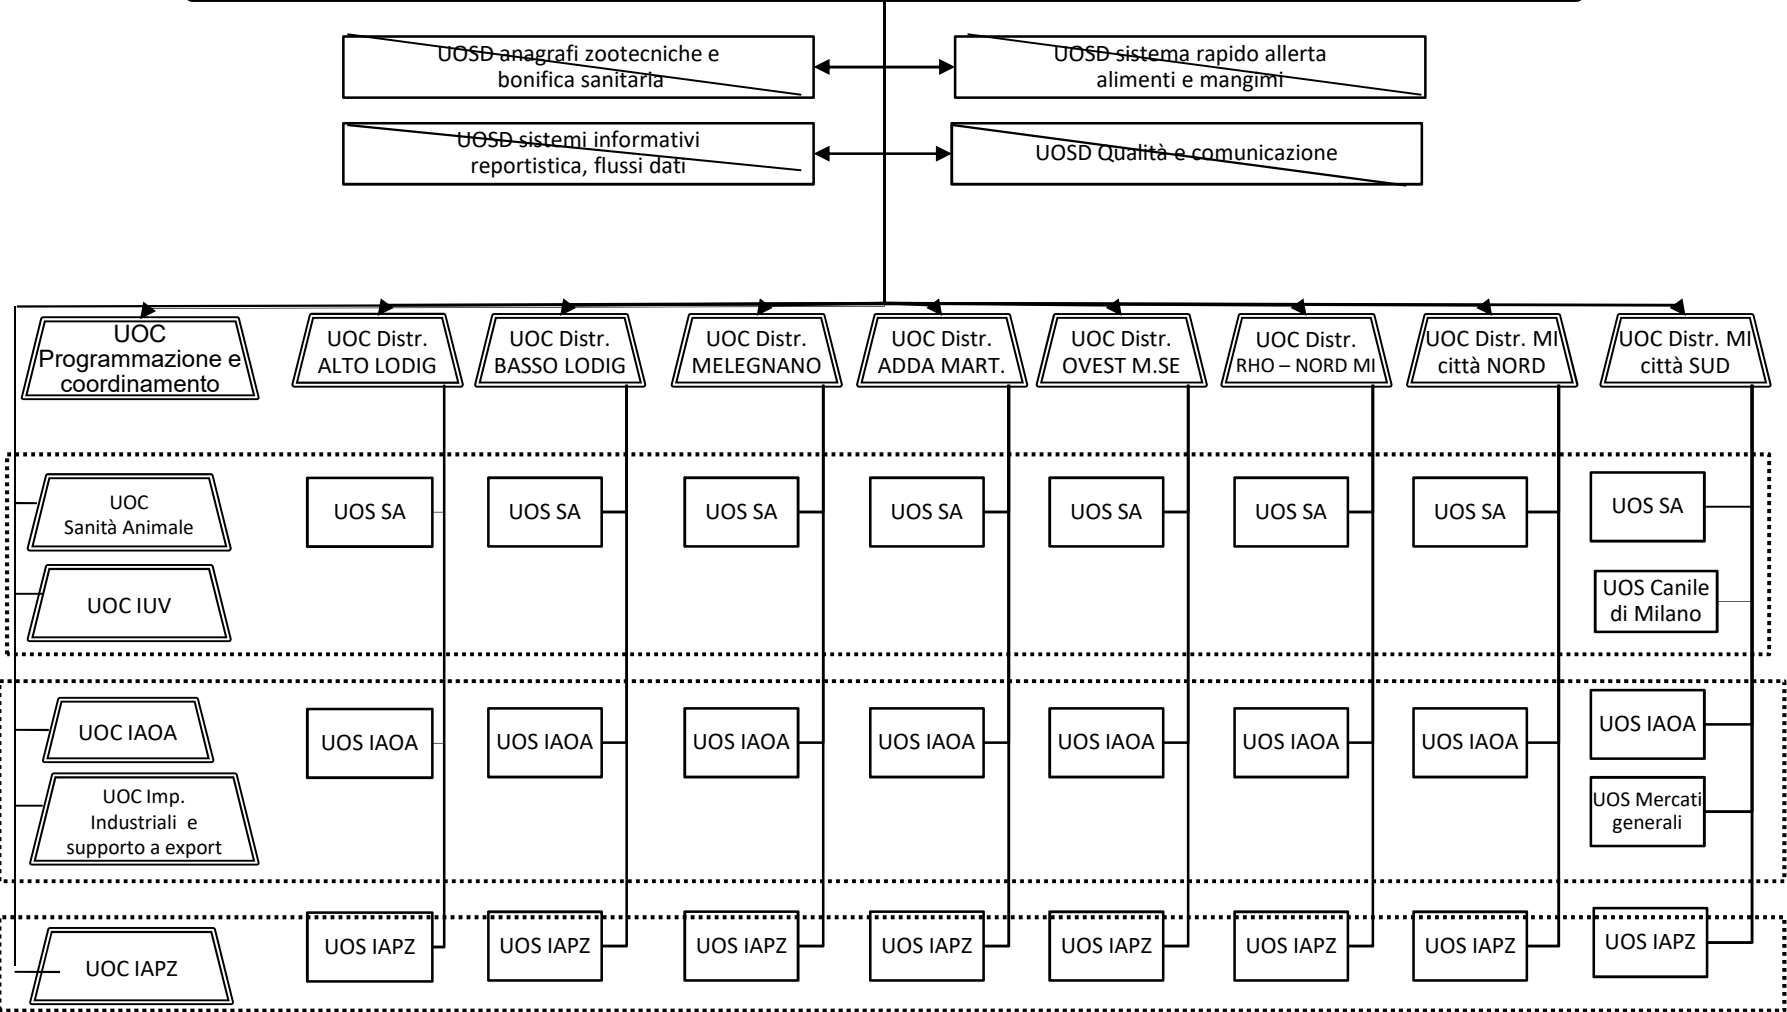 UOSD anagrafi zootecniche e
bonifica sanitaria
UOSD sistema rapido allerta
alimenti e mangimi
UOSD sistemi informativi
reportistica, flussi dati
UOSD Qualità e comunicazione
UOC
Programmazione e
coordinamento
UOC Distr.
ALTO LODIG
UOC Distr.
BASSO LODIG
UOC Distr.
MELEGNANO
UOC Distr.
ADDA MART.
UOC Distr.
OVEST M.SE
UOC Distr.
RHO – NORD MI
UOC Distr. MI
città NORD
UOC Distr. MI
città SUD
UOC
Sanità Animale
UOS SA
UOS SA
UOS SA
UOS SA
UOS SA
UOS SA
UOS SA
UOS SA
UOC IUV
UOS Canile
di Milano
UOC IAOA
UOS IAOA
UOS IAOA
UOS IAOA
UOS IAOA
UOS IAOA
UOS IAOA
UOS IAOA
UOS IAOA
UOC Imp.
Industriali e
supporto a export
UOS Mercati
generali
UOC IAPZ
UOS IAPZ
UOS IAPZ
UOS IAPZ
UOS IAPZ
UOS IAPZ
UOS IAPZ
UOS IAPZ
UOS IAPZ